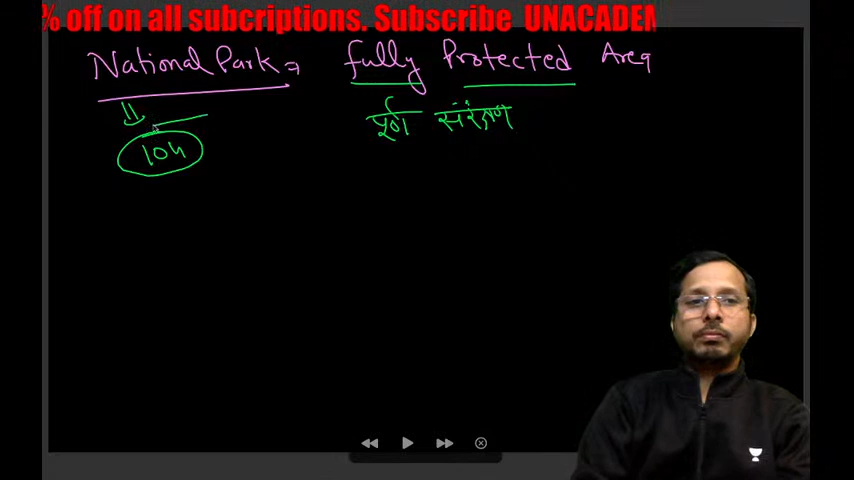 % off on all subcriptions. Subscribe UNACADEM
National Park ⇒ fully Protected Area
पूर्ण संरक्षण
104